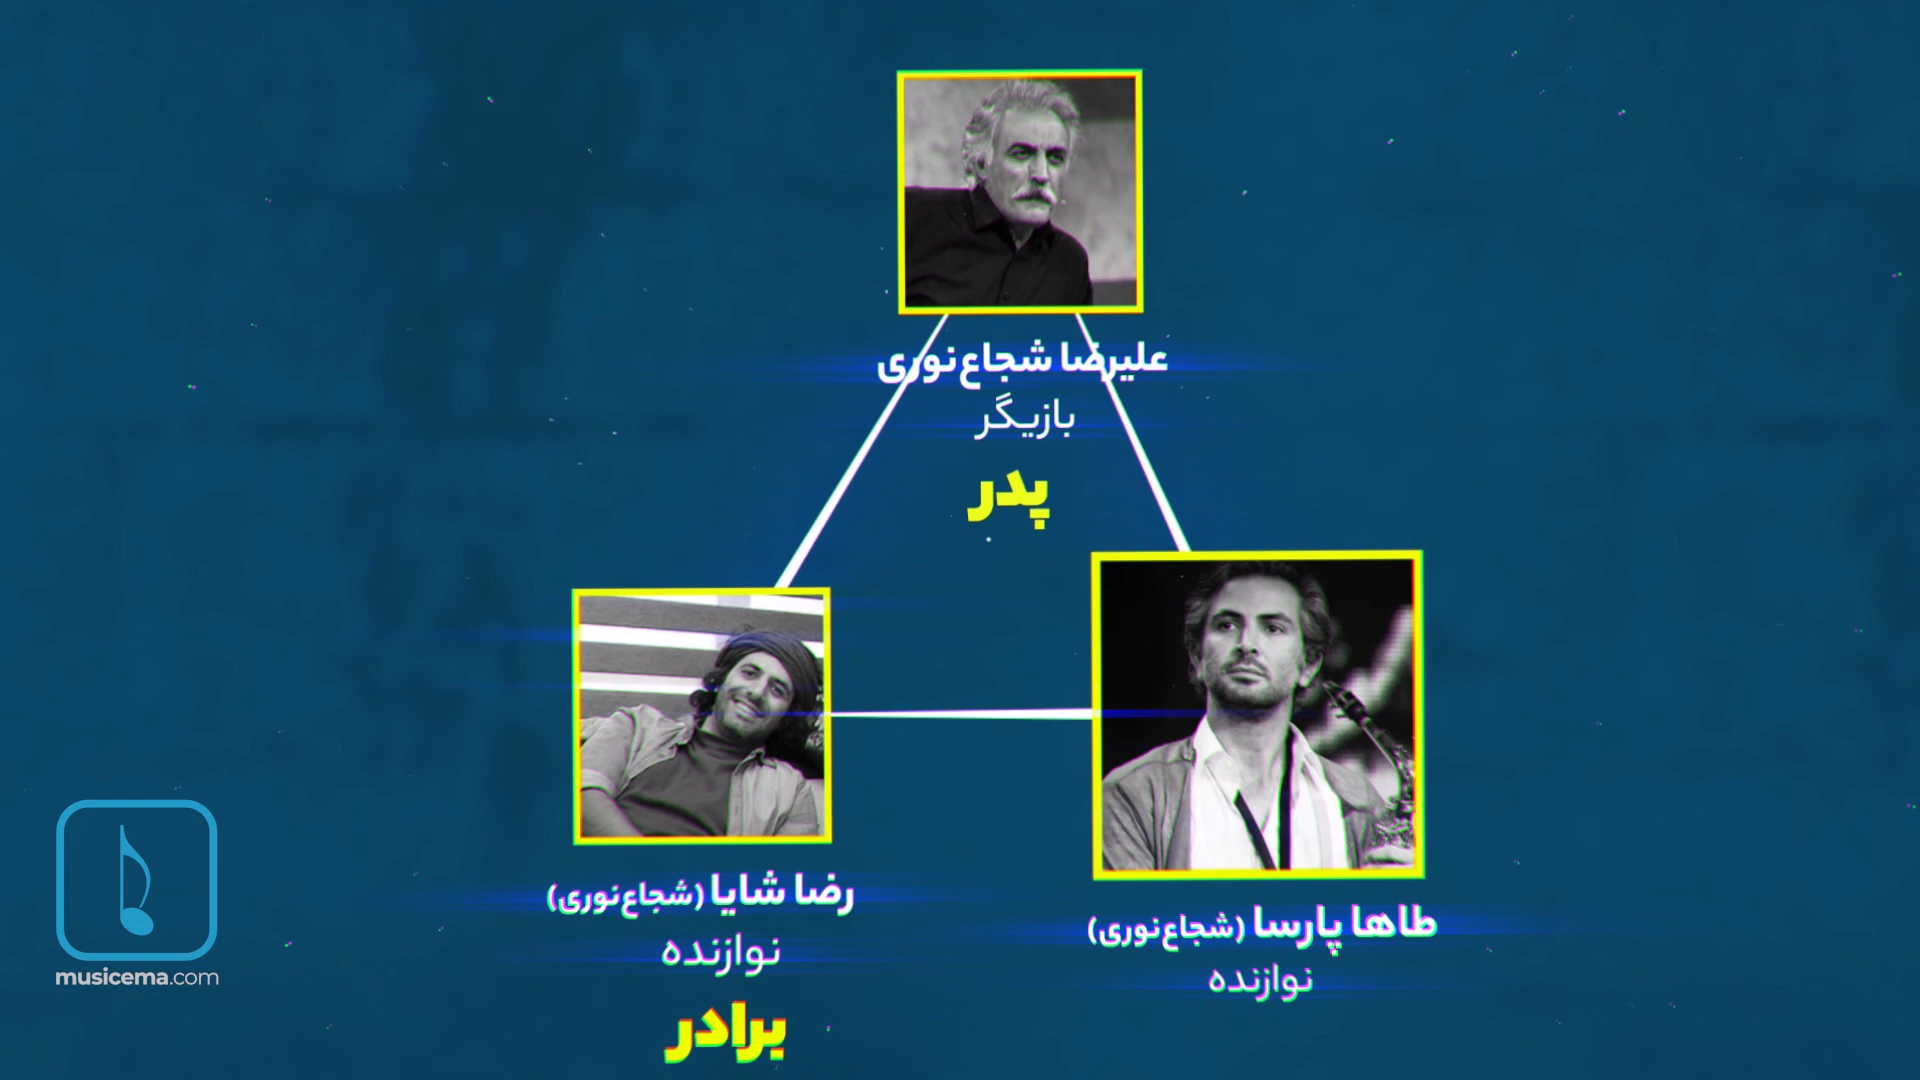 علیرضا شجاع‌نوری
بازیگر
پدر
رضا شایا (شجاع‌نوری)
نوازنده
برادر
طاها پارسا (شجاع‌نوری)
نوازنده
musicema.com